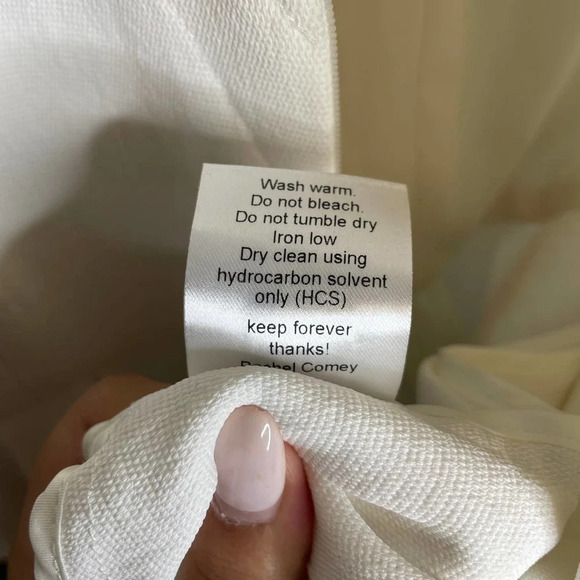 Wash warm.
Do not bleach.
Do not tumble dry
Iron low
Dry clean using
hydrocarbon solvent
only (HCS)
keep forever
thanks!
Rachel Comey